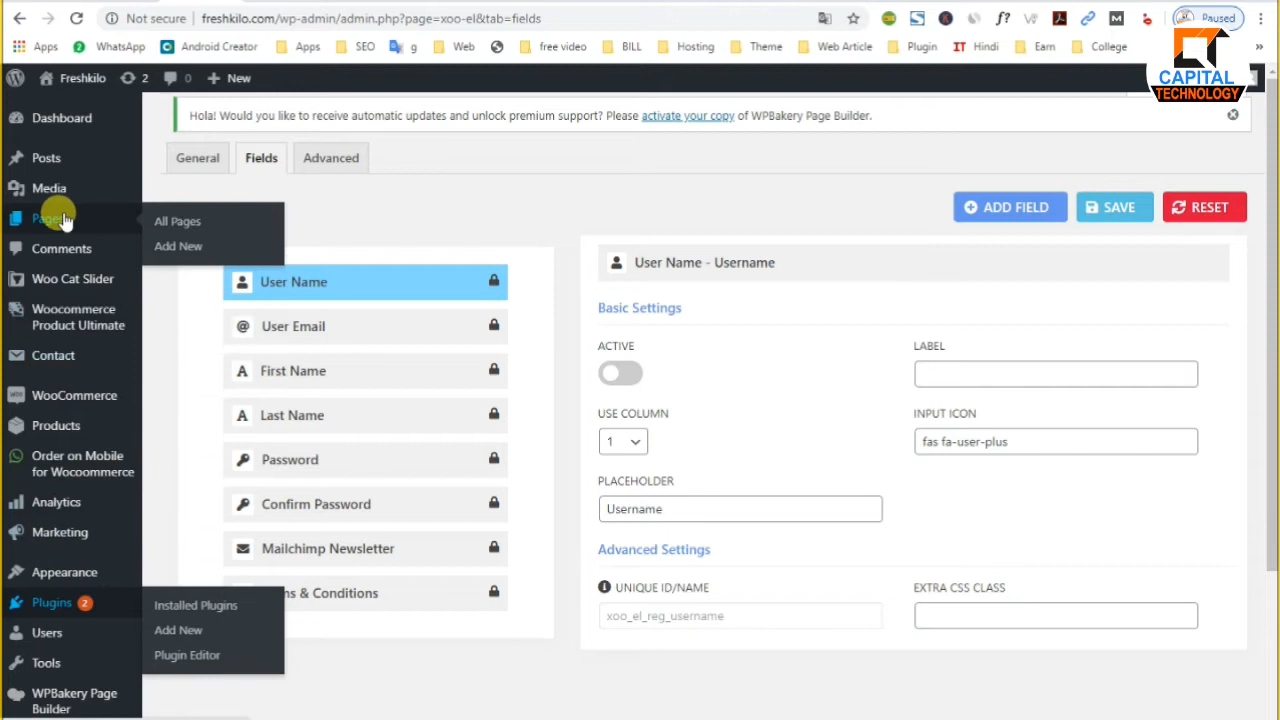 Not secure | freshkilo.com/wp-admin/admin.php?page=xoo-el&tab=fields
Paused
Apps WhatsApp Android Creator Apps SEO g Web free video BILL Hosting Theme Web Article Plugin IT Hindi Earn College »
CAPITAL
TECHNOLOGY
Freshkilo 2 0 New
Hola! Would you like to receive automatic updates and unlock premium support? Please activate your copy of WPBakery Page Builder.
Dashboard
Posts
Media
Pages
Comments
Woo Cat Slider
Woocommerce
Product Ultimate
Contact
WooCommerce
Products
Order on Mobile
for Wocoommerce
Analytics
Marketing
Appearance
Plugins 2
Users
Tools
WPBakery Page
Builder
All Pages
Add New
Installed Plugins
Add New
Plugin Editor
General Fields Advanced
ADD FIELD SAVE RESET
User Name
@ User Email
A First Name
A Last Name
Password
Confirm Password
Mailchimp Newsletter
& Conditions
User Name - Username
Basic Settings
ACTIVE LABEL
USE COLUMN INPUT ICON
1 fas fa-user-plus
PLACEHOLDER
Username
Advanced Settings
UNIQUE ID/NAME EXTRA CSS CLASS
xoo_el_reg_username